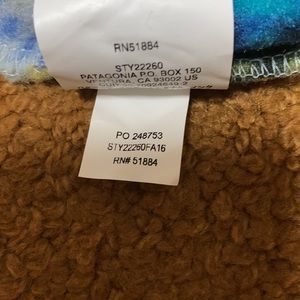 RN51884
STY22260
PATAGONIA P.O. BOX 150
VENTURA, CA 93002 US
PO 248753
STY22260FA16
RN# 51884